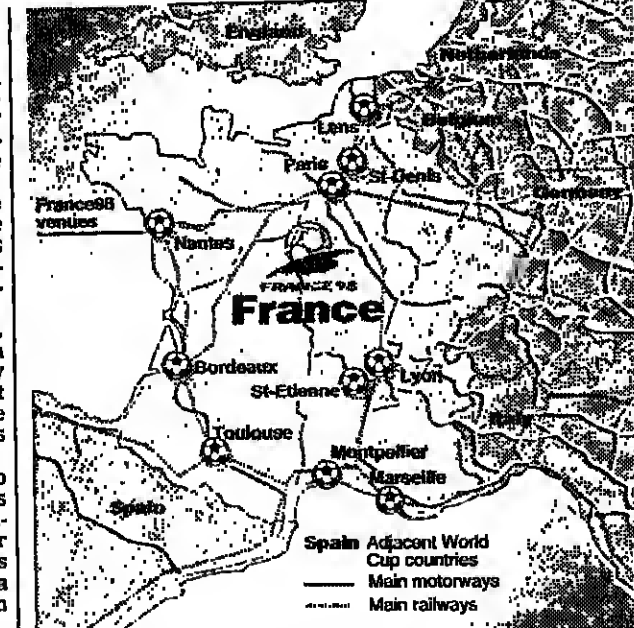 England
Netherlands
Lens
Belgium
Paris
St-Denis
Germany
France98
venues
Nantes
FRANCE 98
France
Bordeaux
Lyon
St-Etienne
Toulouse
Italy
Montpellier
Marseille
Spain
Spain Adjacent World
Cup countries
Main motorways
Main railways